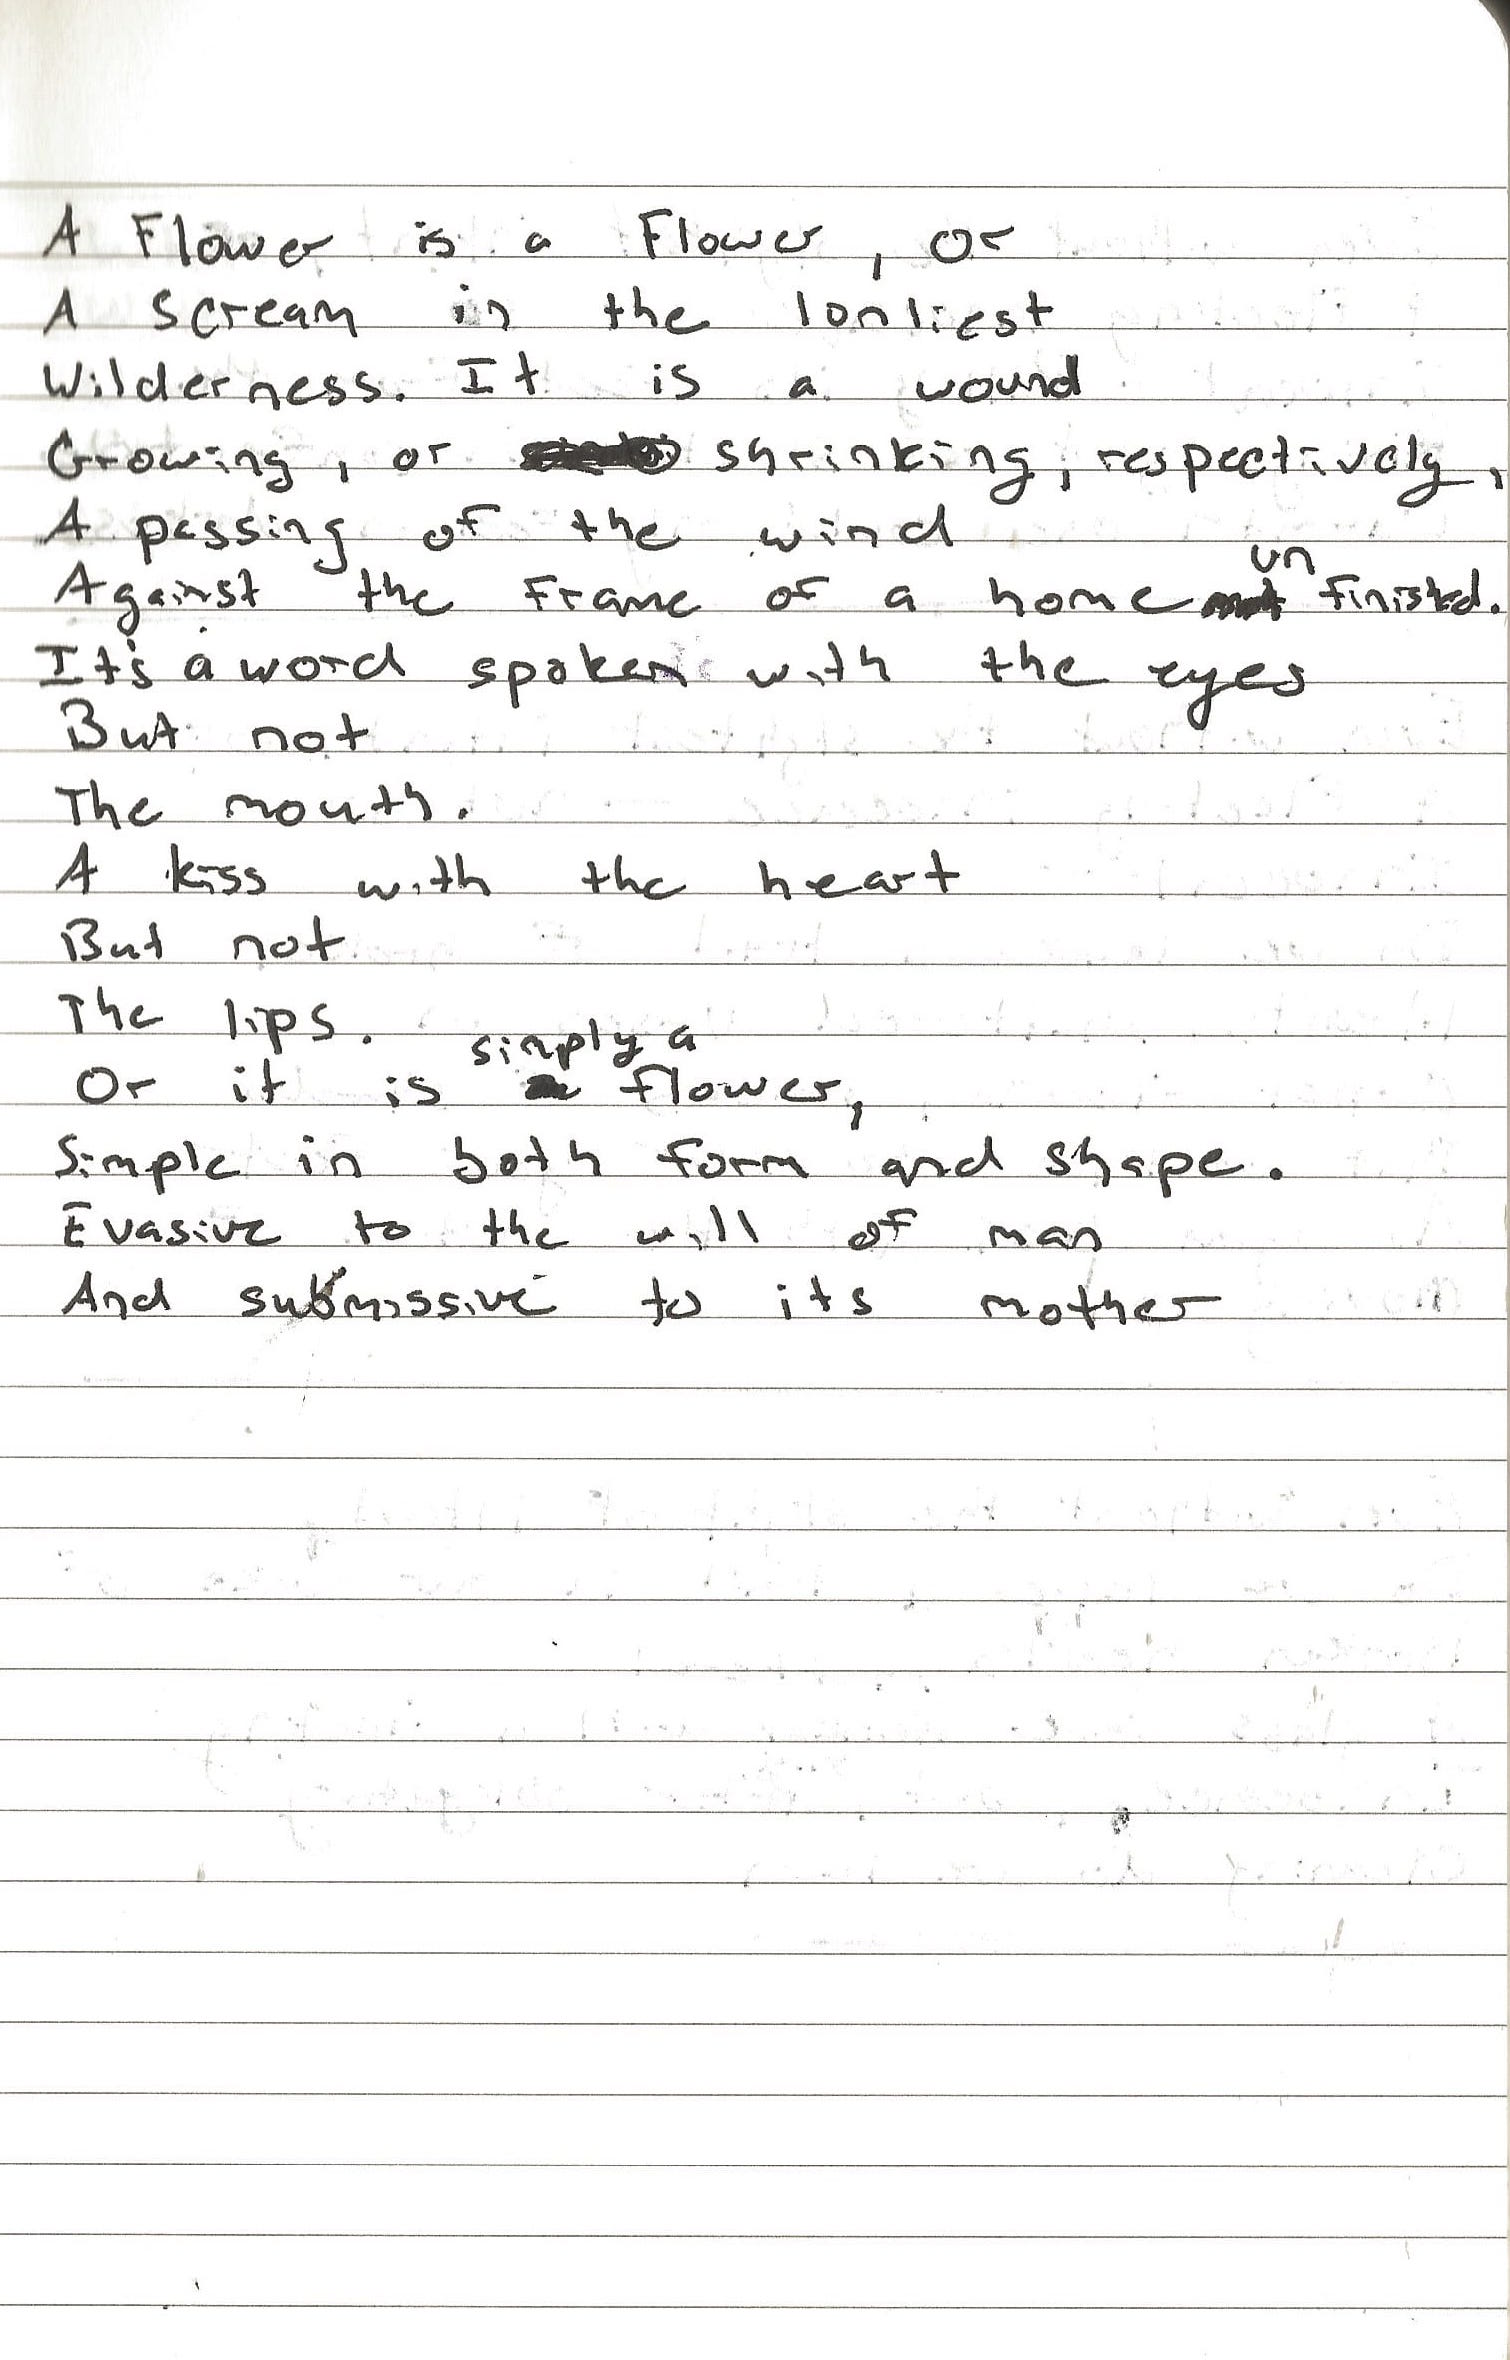 A Flower is a Flower, or
A scream in the lonliest
Wilderness. It is a wound
Growing, or shrinking, respectively,
A passing of the wind
Against the frame of a home unfinished.
It's a word spoken with the eyes
But not
The mouth.
A kiss with the heart
But not
The lips.
Or it is simply a flower,
Simple in both form and shape.
Evasive to the will of man
And submissive to its mother